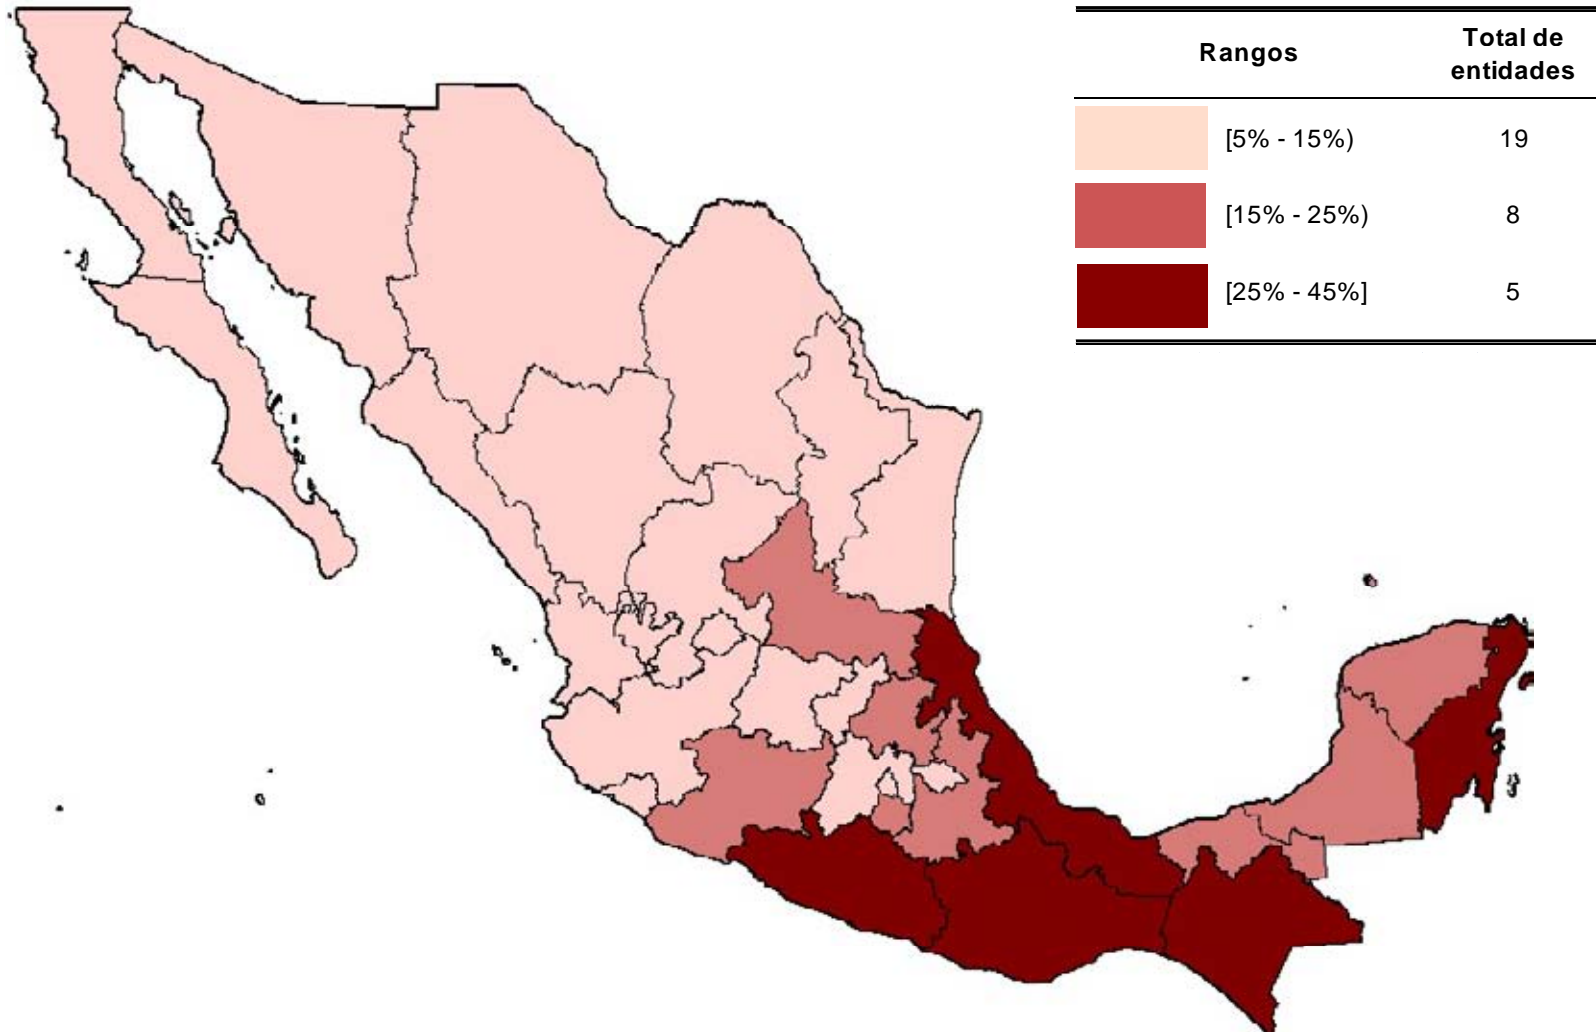 Rangos
Total de
entidades
[5% - 15%)
19
[15% - 25%)
8
[25% - 45%]
5